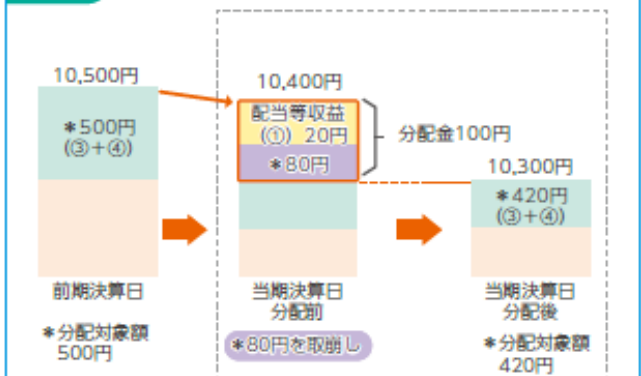 10,500円
*500円
(③+④)
前期決算日
*分配対象額
500円
10,400円
配当等収益
(①) 20円
*80円
分配金100円
当期決算日
分配前
*80円を取崩し
10,300円
*420円
(③+④)
当期決算日
分配後
*分配対象額
420円